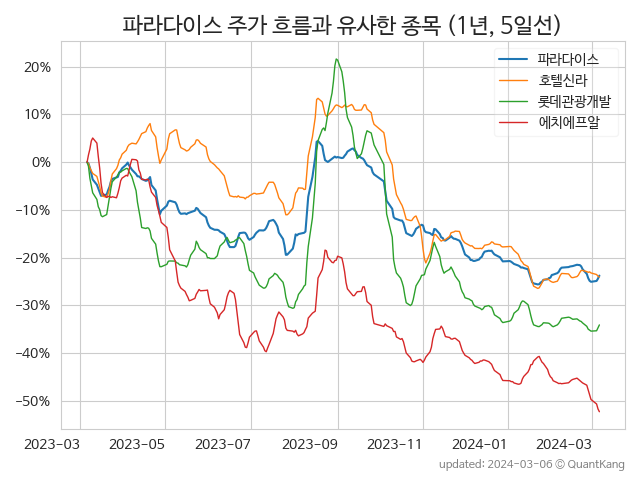 파라다이스 주가 흐름과 유사한 종목 (1년, 5일선)
파라다이스
호텔신라
롯데관광개발
에치에프알
20%
10%
0%
−10%
−20%
−30%
−40%
−50%
2023-03 2023-05 2023-07 2023-09 2023-11 2024-01 2024-03
updated: 2024-03-06 © QuantKang